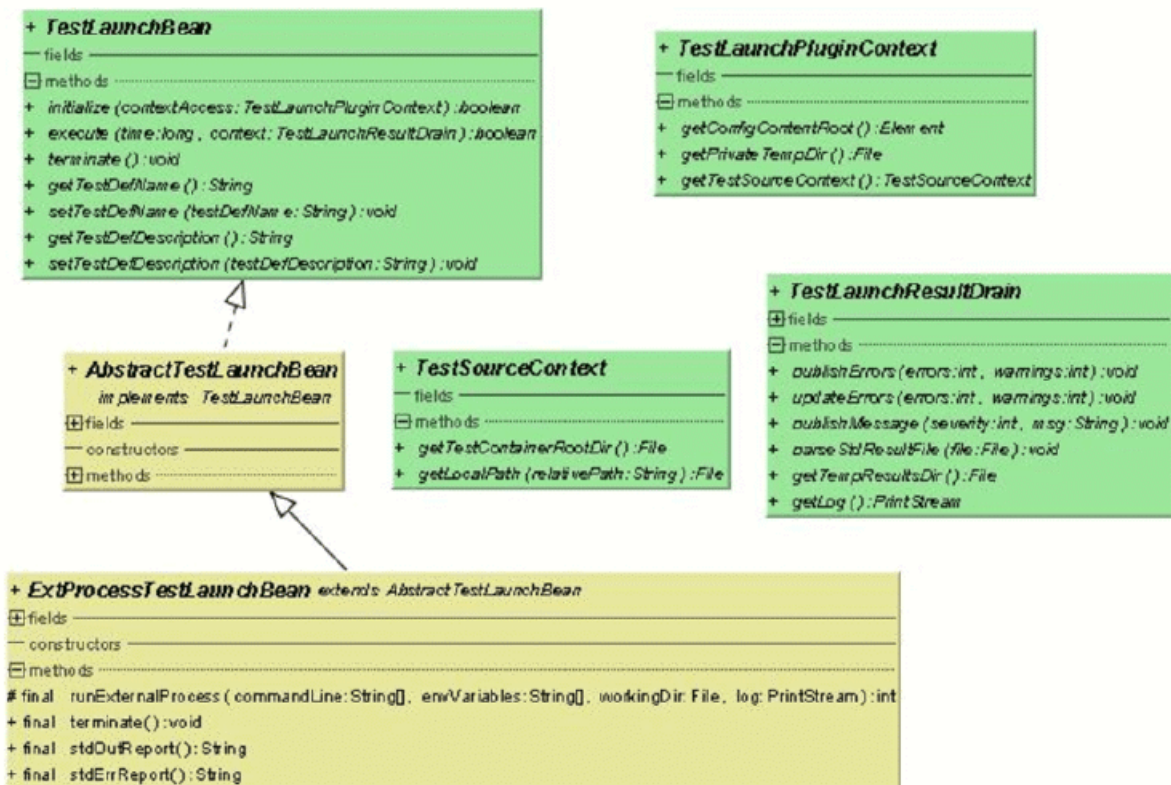 + TestLaunchBean
fields
methods
+ initialize (contextAccess: TestLaunchPluginContext) :boolean
+ execute (time:long , context: TestLaunchResultDrain) :boolean
+ terminate () :void
+ getTestDefName () : String
+ setTestDefName (testDefName: String) : void
+ getTestDefDescription () : String
+ setTestDefDescription (testDefDescription: String) : void
+ TestLaunchPluginContext
fields
methods
+ getConfigContentRoot () :Element
+ getPrivateTempDir () :File
+ getTestSourceContext () : TestSourceContext
+ TestLaunchResultDrain
fields
methods
+ publishErrors (errors:int , warnings:int) : void
+ updateErrors (errors:int , warnings:int) : void
+ publishMessage (severity:int , msg: String) : void
+ parseStdResultFile (file:File) : void
+ getTempResultsDir () :File
+ getLog () :PrintStream
+ AbstractTestLaunchBean
implements TestLaunchBean
fields
constructors
methods
+ TestSourceContext
fields
methods
+ getTestContainerRootDir () :File
+ getLocalPath (relativePath: String) :File
+ ExtProcessTestLaunchBean extends AbstractTestLaunchBean
fields
constructors
methods
# final runExternalProcess ( commandLine: String[], envVariables: String[], workingDir: File, log: PrintStream) : int
+ final terminate() : void
+ final stdOutReport() : String
+ final stdErrReport() : String